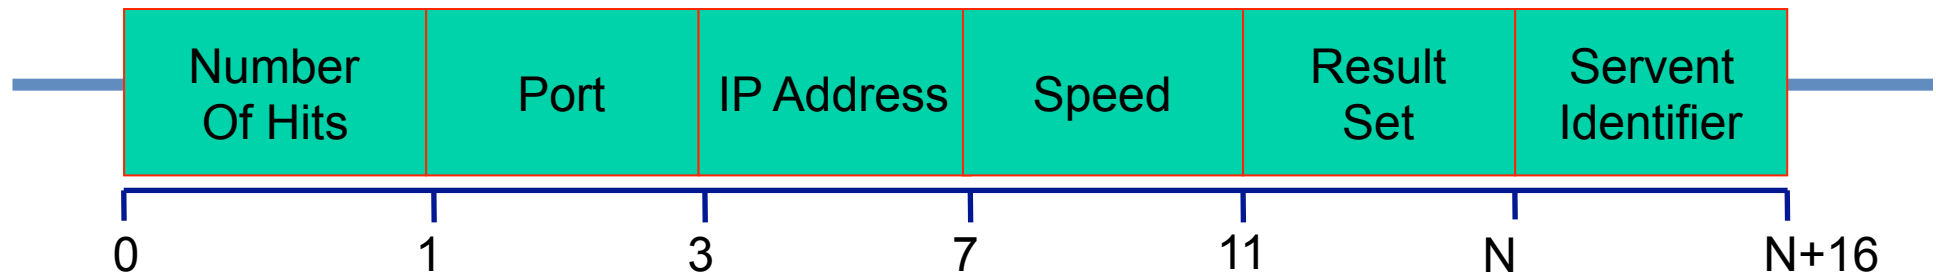 Number
Of Hits
Port
IP Address
Speed
Result
Set
Servent
Identifier
0 1 3 7 11 N N+16